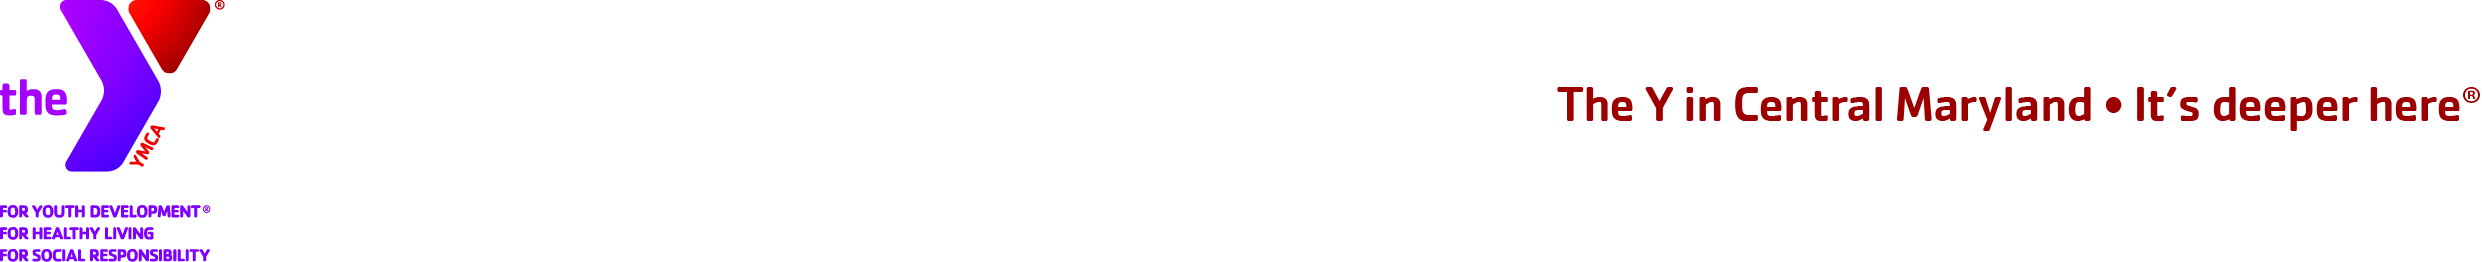 the Y®
YMCA
The Y in Central Maryland • It's deeper here®
FOR YOUTH DEVELOPMENT®
FOR HEALTHY LIVING
FOR SOCIAL RESPONSIBILITY